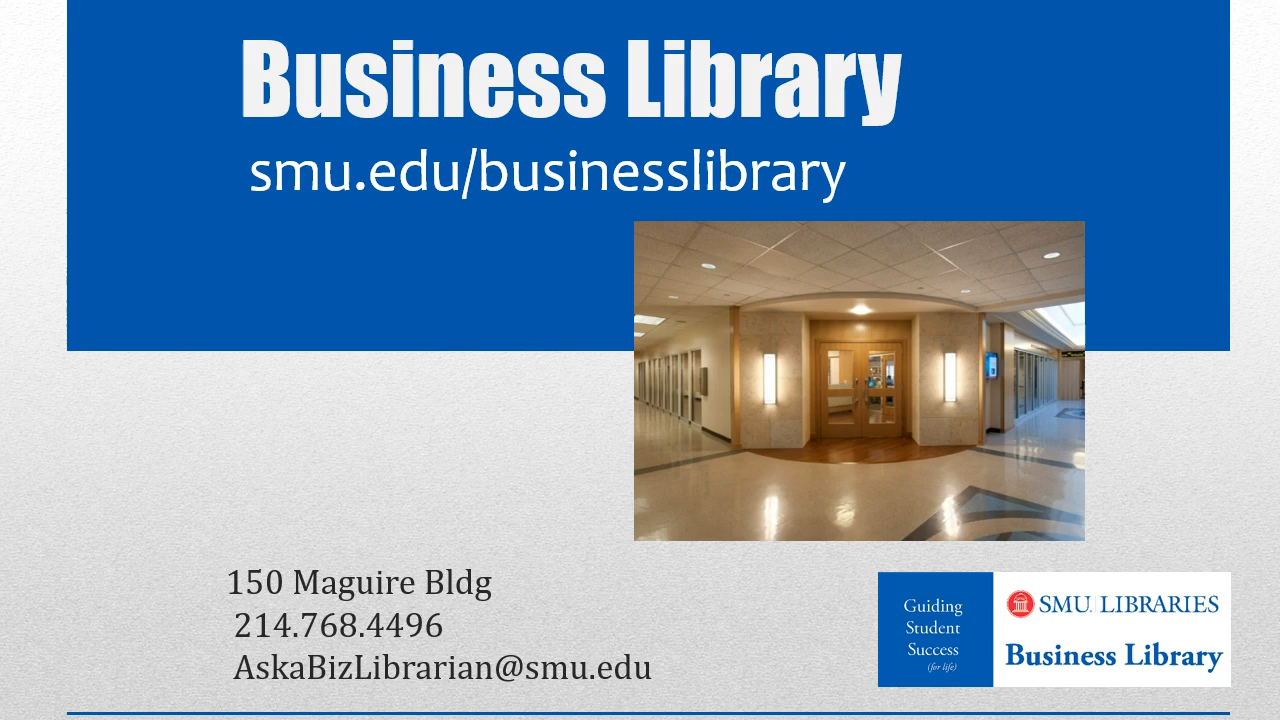 Business Library
smu.edu/businesslibrary
150 Maguire Bldg
214.768.4496
AskaBizLibrarian@smu.edu
Guiding
Student
Success
(for life)
SMU. LIBRARIES
Business Library